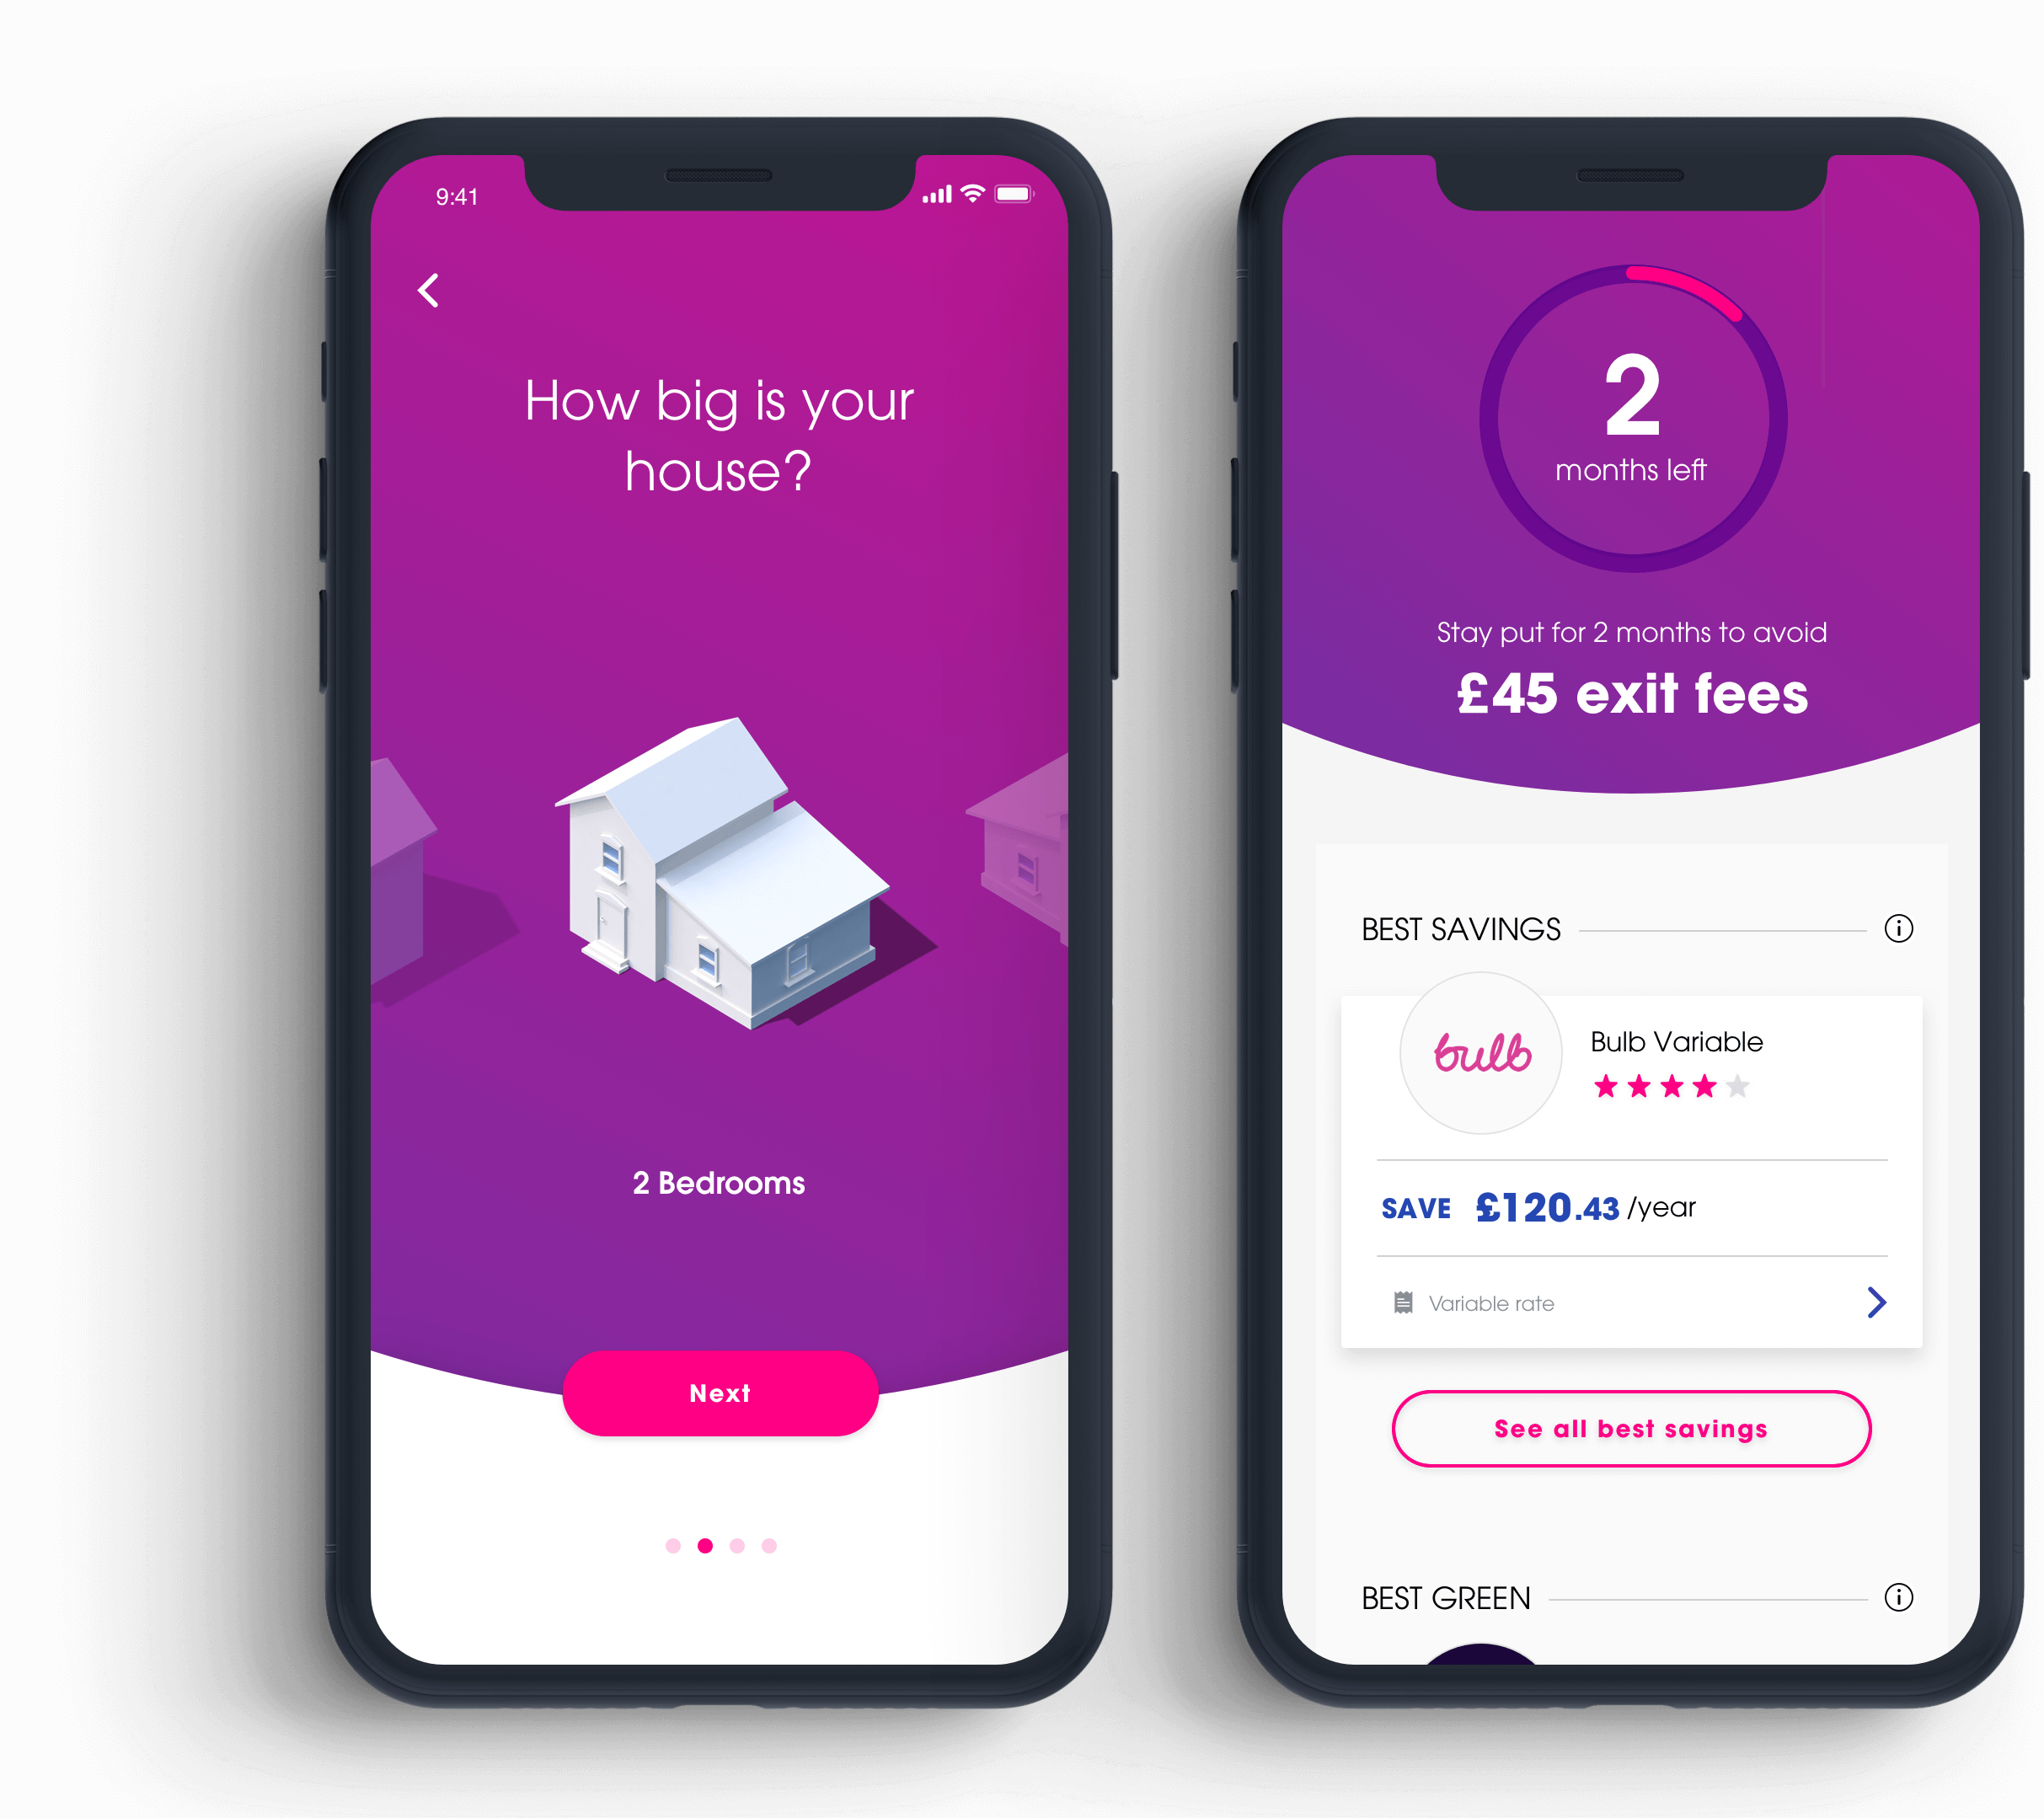 9:41
How big is your
house?
2 Bedrooms
Next
2
months left
Stay put for 2 months to avoid
£45 exit fees
BEST SAVINGS
bulb
Bulb Variable
SAVE £120.43 /year
Variable rate
See all best savings
BEST GREEN